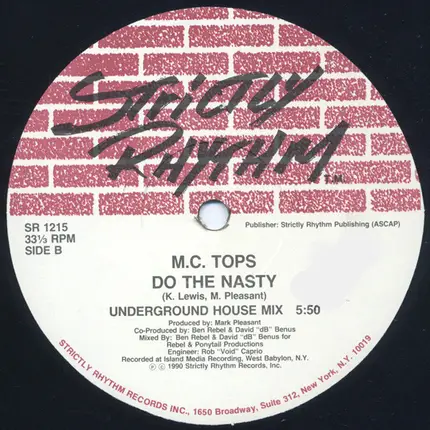 STRICTLY
RHYTHM T.M.
SR 1215
33⅓ RPM
SIDE B
Publisher: Strictly Rhythm Publishing (ASCAP)
M.C. TOPS
DO THE NASTY
(K. Lewis, M. Pleasant)
UNDERGROUND HOUSE MIX 5:50
Produced by: Mark Pleasant
Co-Produced by: Ben Rebel & David "dB" Benus
Mixed By: Ben Rebel & David "dB" Benus for
Rebel & Ponytail Productions
Engineer: Rob "Void" Caprio
Recorded at Island Media Recording, West Babylon, N.Y.
℗ © 1990 Strictly Rhythm Records, Inc.
STRICTLY RHYTHM RECORDS INC., 1650 Broadway, Suite 312, New York, N.Y. 10019